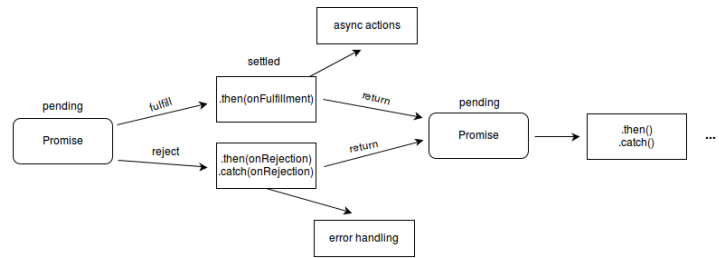 async actions
settled
pending
fulfill
.then(onFulfillment)
return
pending
Promise
Promise
.then()
.catch()
...
reject
.then(onRejection)
.catch(onRejection)
return
error handling